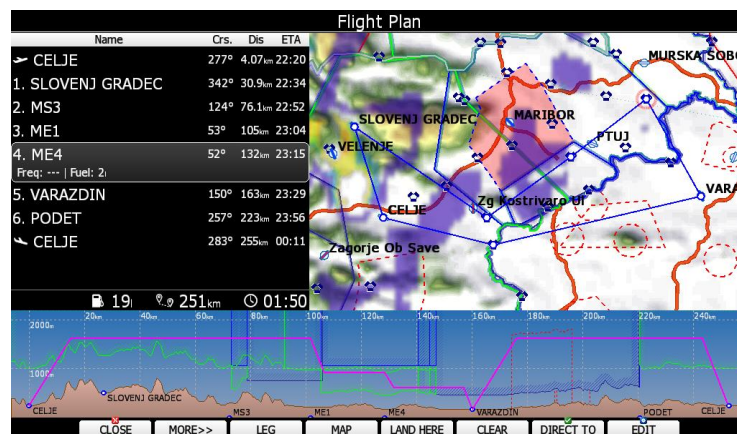 Flight Plan
Name Crs. Dis ETA
CELJE 277° 4.07km 22:20
1. SLOVENJ GRADEC 342° 30.9km 22:34
2. MS3 124° 76.1km 22:52
3. ME1 53° 105km 23:04
4. ME4 52° 132km 23:15
Freq: --- | Fuel: 2l
5. VARAZDIN 150° 163km 23:29
6. PODET 257° 223km 23:56
CELJE 283° 255km 00:11
19l 251km 01:50
MURSKA SOBO
SLOVENJ GRADEC
MARIBOR
VELENJE
PTUJ
VARA
Zg Kostrivaro Ul
CELJE
Zagorje Ob Save
20km 40km 60km 80km 100km 120km 140km 160km 180km 200km 220km 240km
2000m
1000m
SLOVENJ GRADEC
CELJE MS3 ME1 ME4 VARAZDIN PODET CELJE
CLOSE MORE>> LEG MAP LAND HERE CLEAR DIRECT TO EDIT